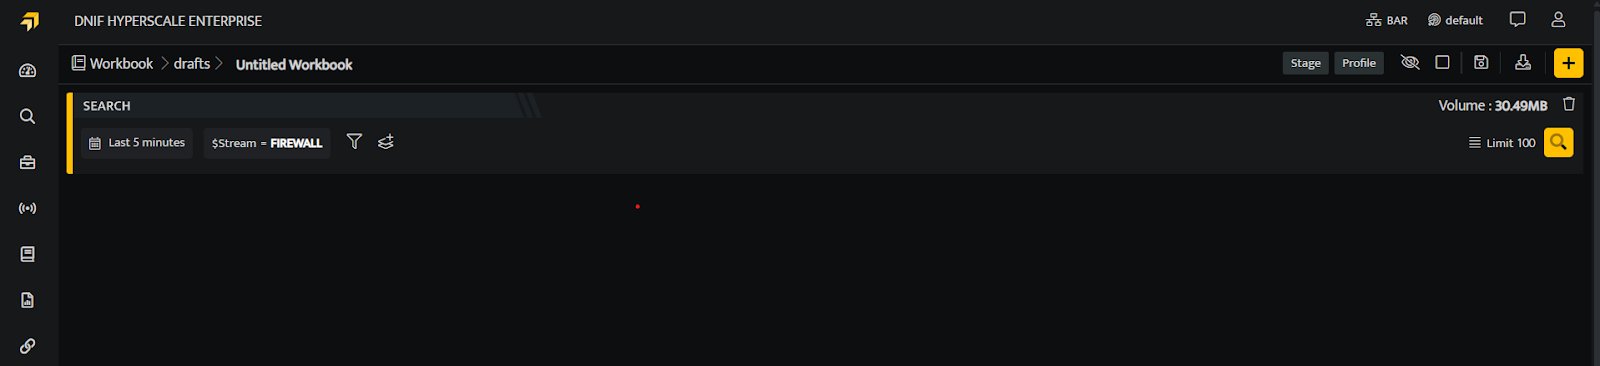 DNIF HYPERSCALE ENTERPRISE
BAR
default
Workbook
drafts
Untitled Workbook
Stage
Profile
SEARCH
Volume : 30.49MB
Last 5 minutes
$Stream = FIREWALL
Limit 100